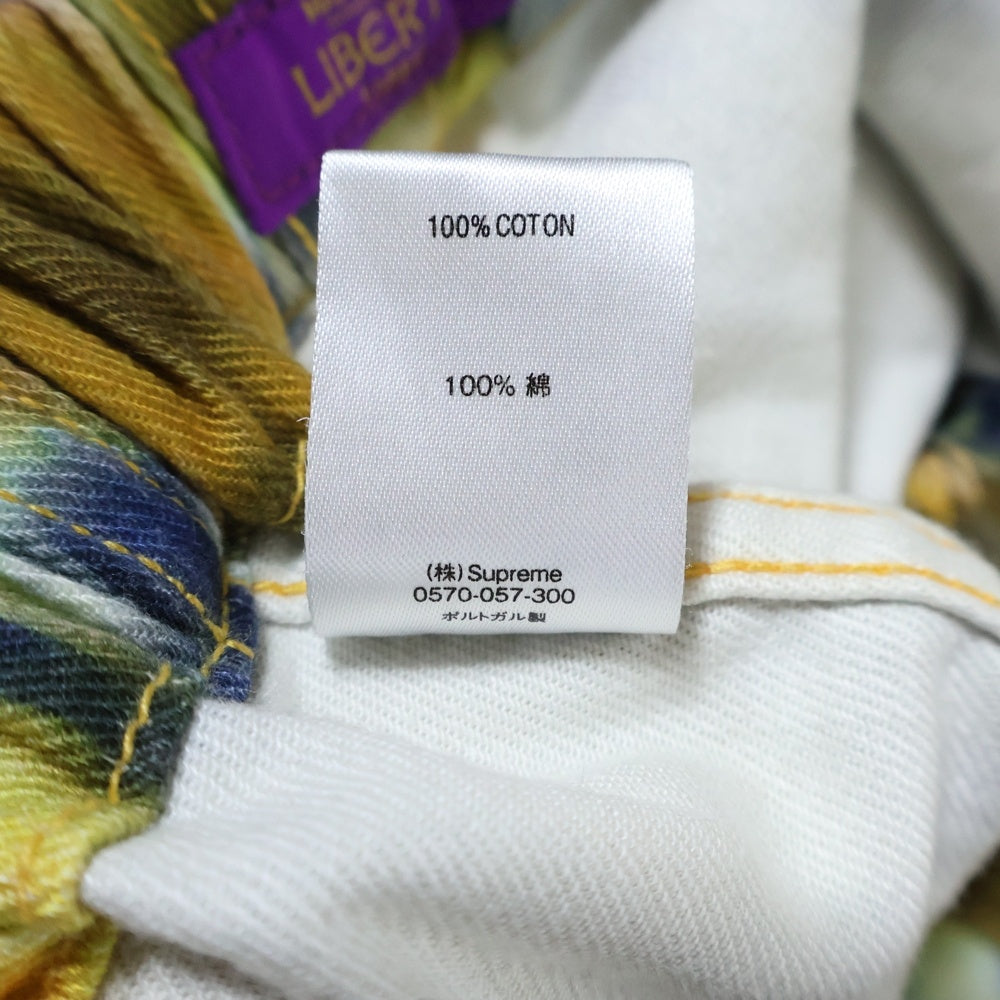 LIBERT
100% COTON
100% 綿
(株)Supreme
0570-057-300
ポルトガル製